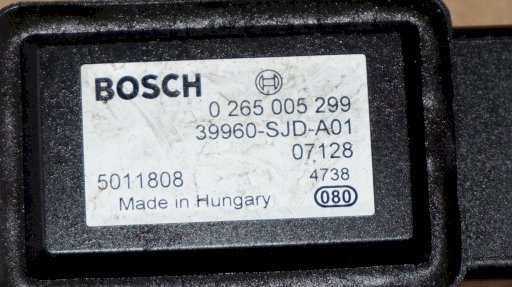 BOSCH
0 265 005 299
39960-SJD-A01
07128
5011808 4738
Made in Hungary 080